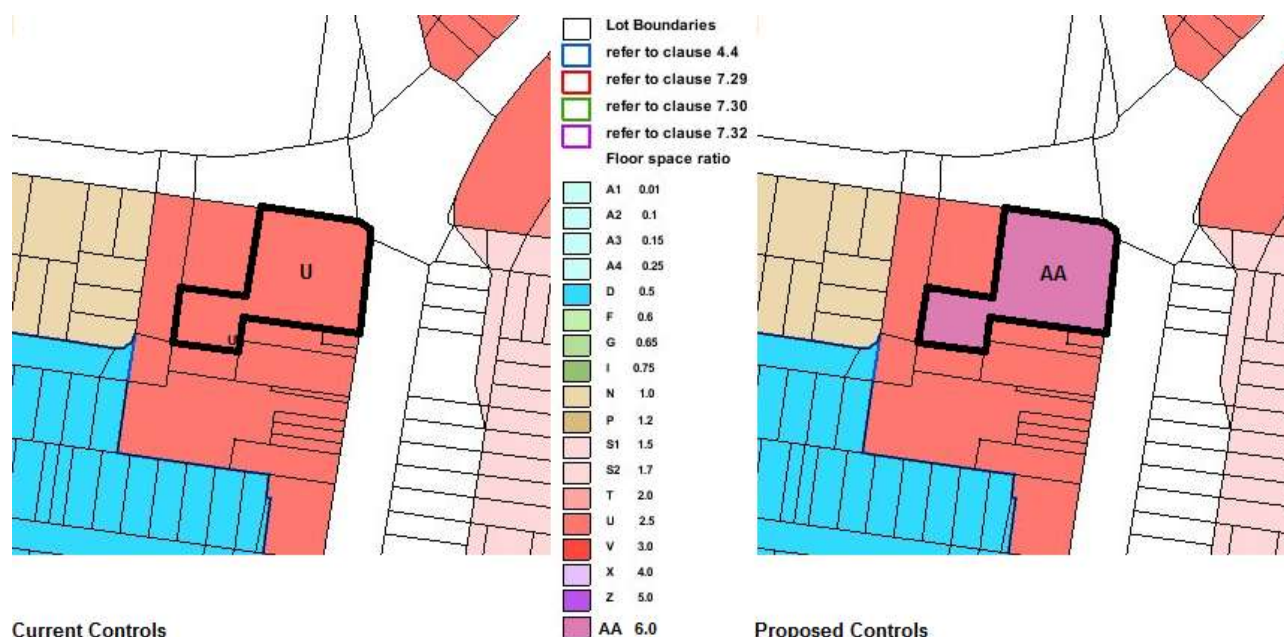 Lot Boundaries
refer to clause 4.4
refer to clause 7.29
refer to clause 7.30
refer to clause 7.32
Floor space ratio
A1 0.01
A2 0.1
A3 0.15
A4 0.25
D 0.5
F 0.6
G 0.65
I 0.75
N 1.0
P 1.2
S1 1.5
S2 1.7
T 2.0
U 2.5
V 3.0
X 4.0
Z 5.0
AA 6.0
U
U
Current Controls
AA
Proposed Controls